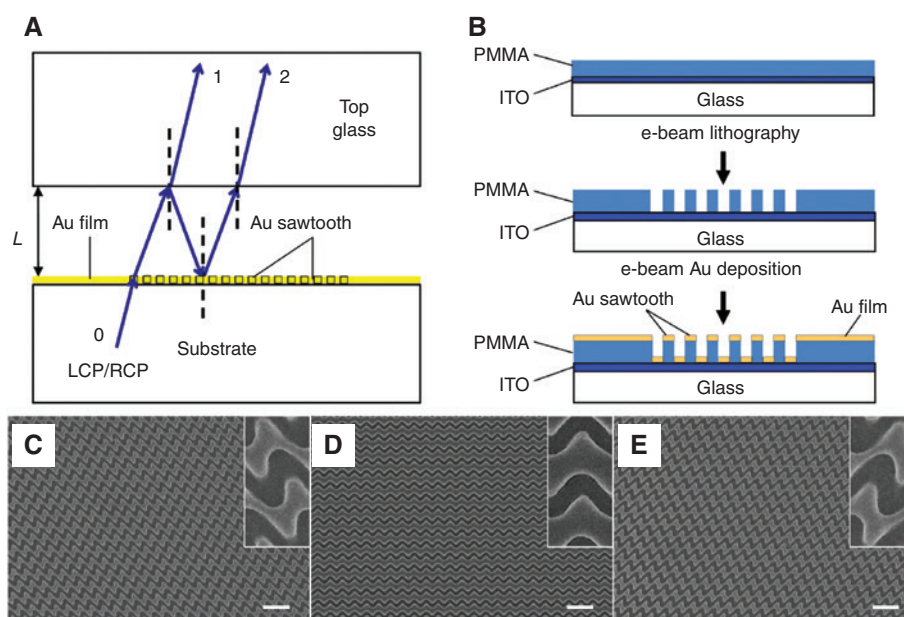 A
1
2
Top
glass
L
Au film
Au sawtooth
0
LCP/RCP
Substrate
B
PMMA
ITO
Glass
e-beam lithography
PMMA
ITO
Glass
e-beam Au deposition
Au sawtooth
Au film
PMMA
ITO
Glass
C
D
E